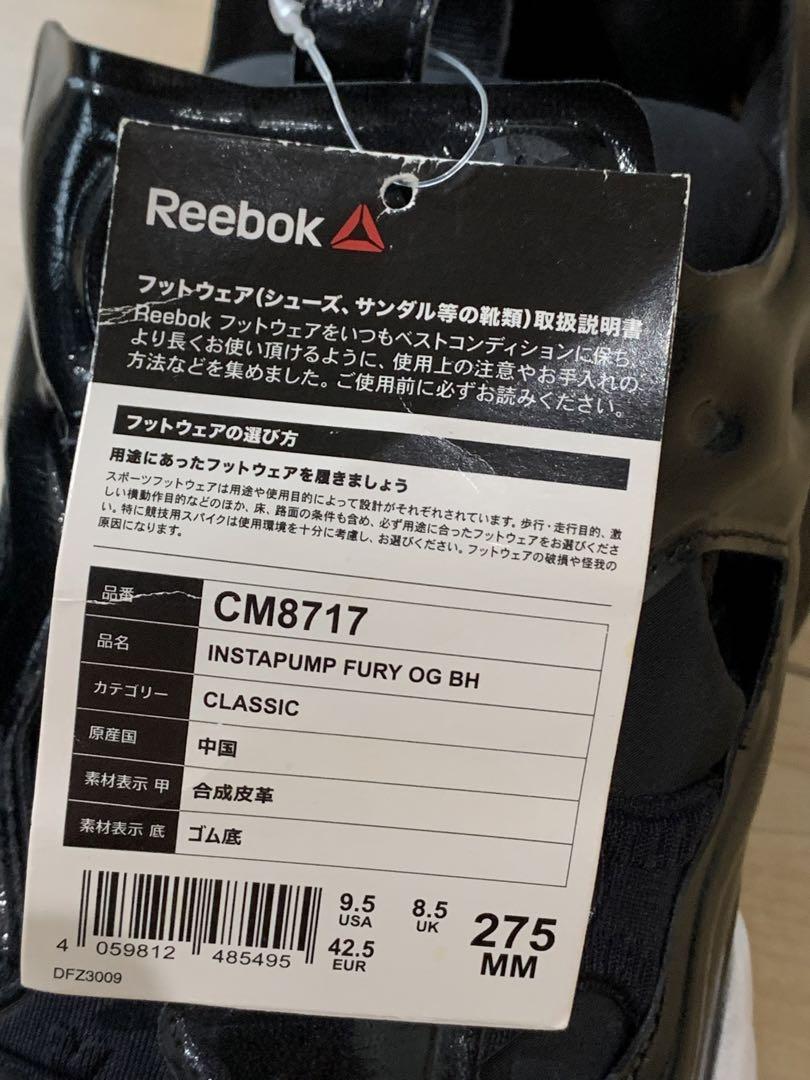 Reebok
フットウェア(シューズ、サンダル等の靴類)取扱説明書
Reebok フットウェアをいつもベストコンディションに保ち、
より長くお使い頂けるように、使用上の注意やお手入れの
方法などを集めました。ご使用前に必ずお読みください。
フットウェアの選び方
用途にあったフットウェアを履きましょう
スポーツフットウェアは用途や使用目的によって設計がそれぞれされています。歩行・走行目的、激
しい横動作目的などのほか、床、路面の条件も含め、必ず用途に合ったフットウェアをお選びくださ
い。特に競技用スパイクは使用環境を十分に考慮し、お選びください。フットウェアの破損や怪我の
原因になります。
品番 CM8717
品名 INSTAPUMP FURY OG BH
カテゴリー CLASSIC
原産国 中国
素材表示 甲 合成皮革
素材表示 底 ゴム底
9.5 USA 8.5 UK 275 MM
42.5 EUR
4 059812 485495
DFZ3009